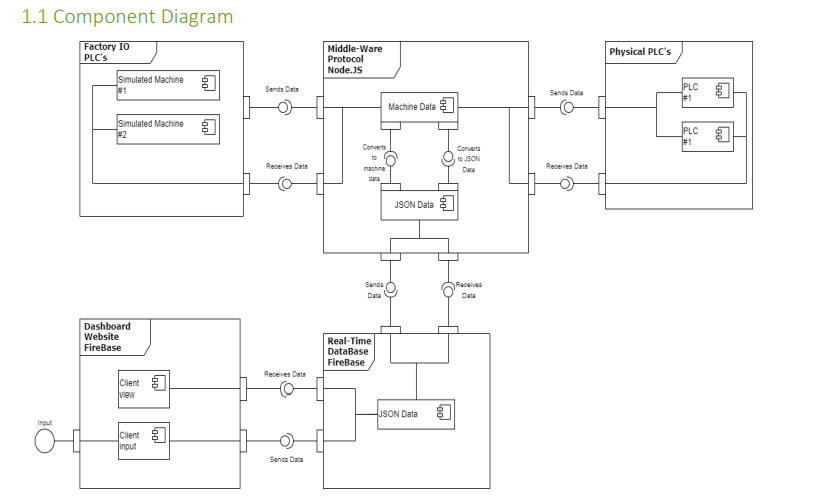 1.1 Component Diagram
Factory IO
PLC's
Simulated Machine
#1
Simulated Machine
#2
Sends Data
Receives Data
Middle-Ware
Protocol
Node.JS
Machine Data
Converts
to
machine
data
Converts
to JSON
Data
JSON Data
Sends Data
Receives Data
Physical PLC's
PLC
#1
PLC
#1
Sends
Data
Receives
Data
Dashboard
Website
FireBase
Client
view
Client
input
Input
Receives Data
Sends Data
Real-Time
DataBase
FireBase
JSON Data